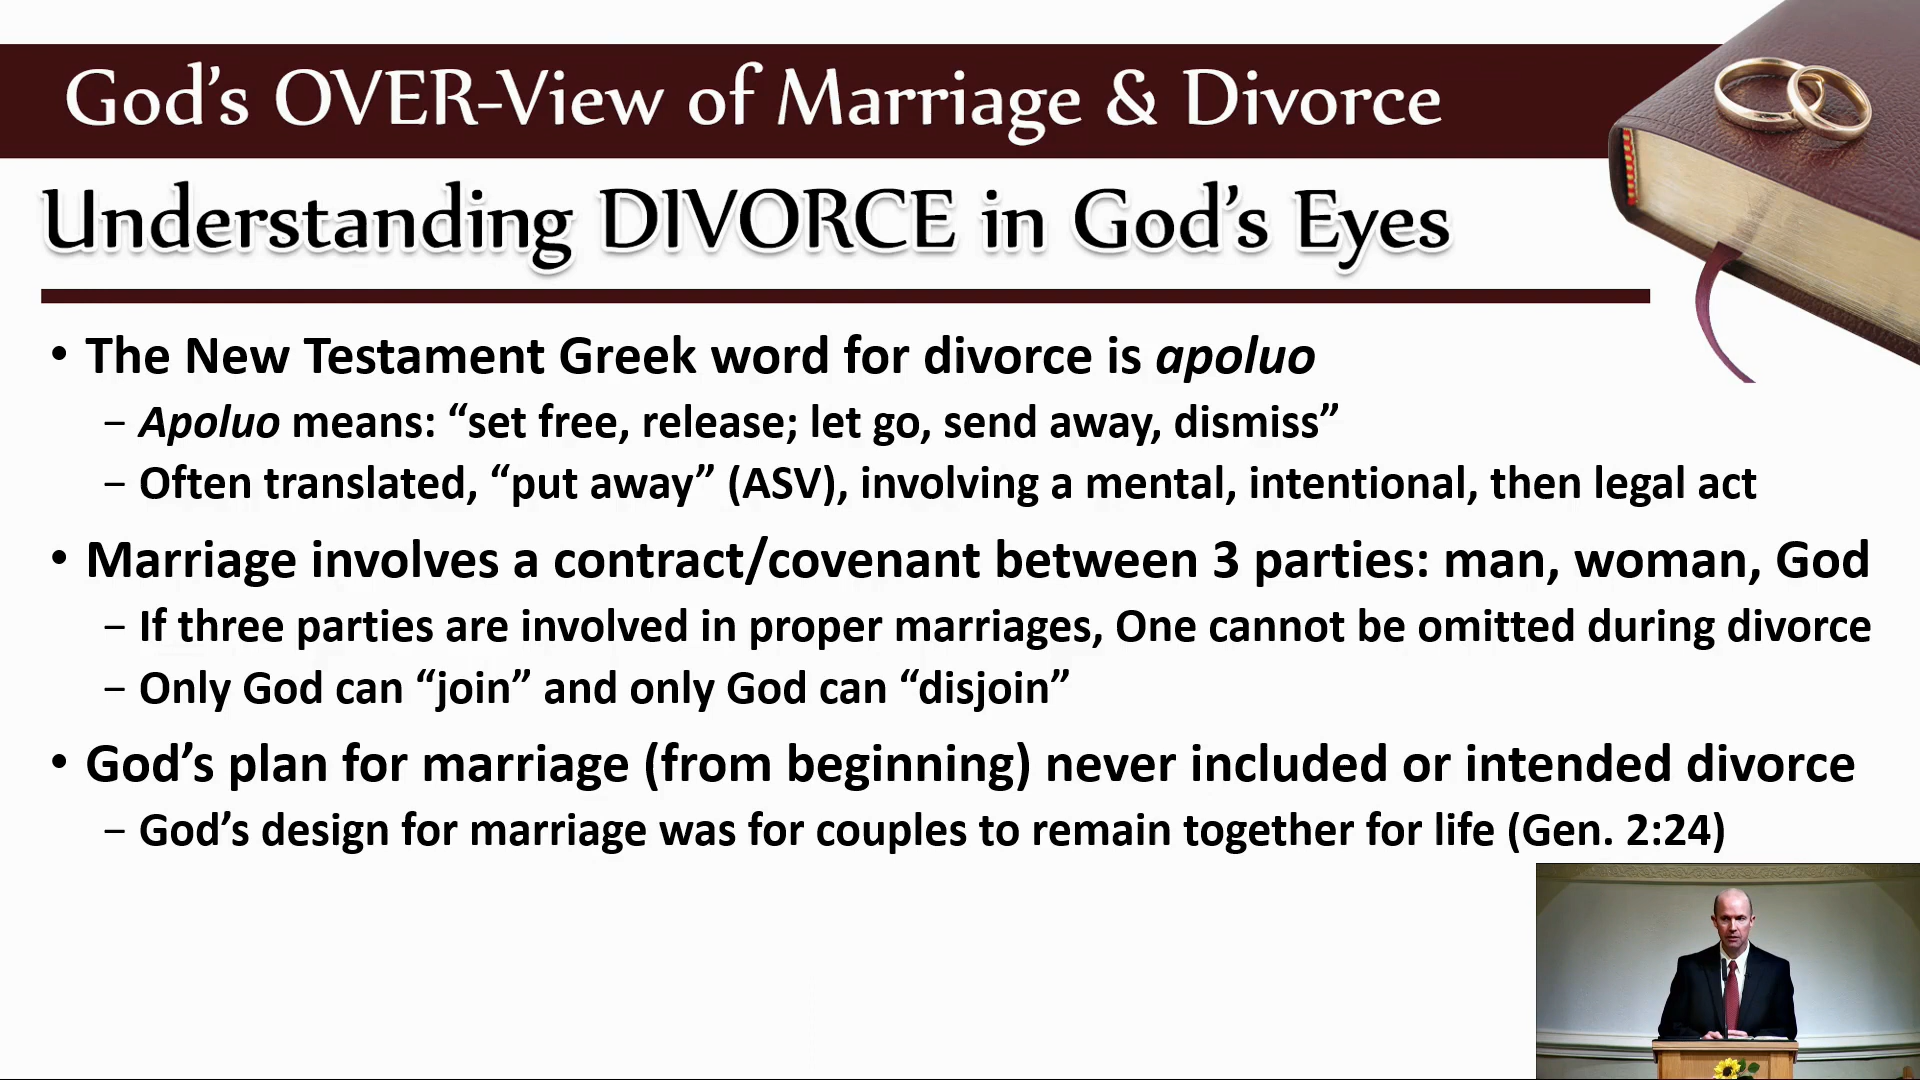 God’s OVER-View of Marriage & Divorce
Understanding DIVORCE in God’s Eyes
• The New Testament Greek word for divorce is apoluo
– Apoluo means: “set free, release; let go, send away, dismiss”
– Often translated, “put away” (ASV), involving a mental, intentional, then legal act
• Marriage involves a contract/covenant between 3 parties: man, woman, God
– If three parties are involved in proper marriages, One cannot be omitted during divorce
– Only God can “join” and only God can “disjoin”
• God’s plan for marriage (from beginning) never included or intended divorce
– God’s design for marriage was for couples to remain together for life (Gen. 2:24)